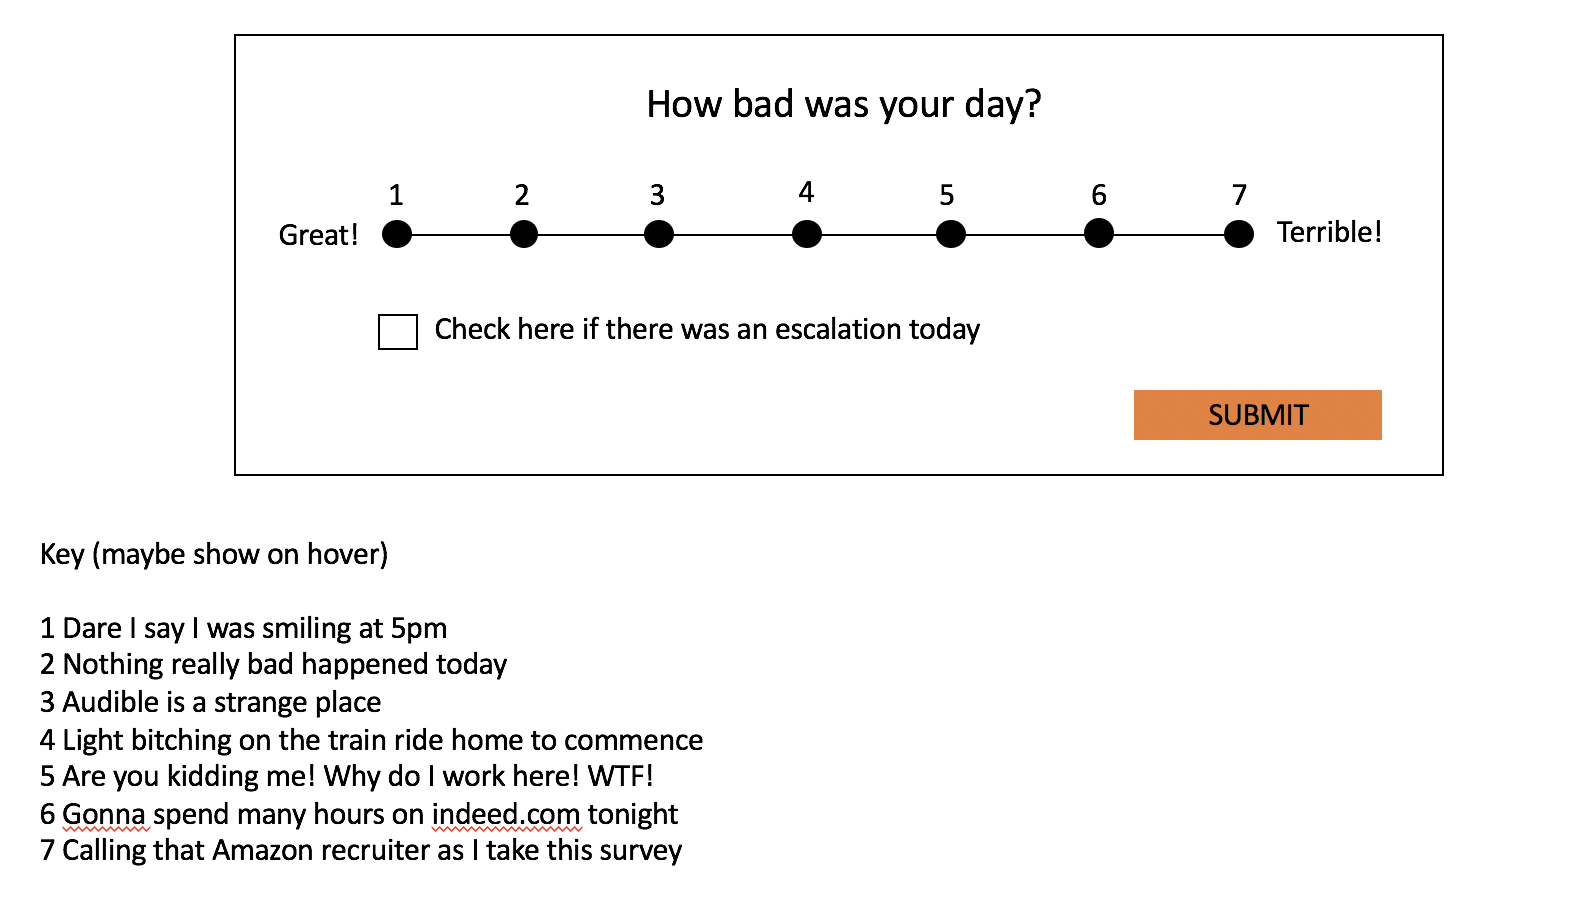 How bad was your day?
1 2 3 4 5 6 7
Great! Terrible!
Check here if there was an escalation today
SUBMIT
Key (maybe show on hover)
1 Dare I say I was smiling at 5pm
2 Nothing really bad happened today
3 Audible is a strange place
4 Light bitching on the train ride home to commence
5 Are you kidding me! Why do I work here! WTF!
6 Gonna spend many hours on indeed.com tonight
7 Calling that Amazon recruiter as I take this survey